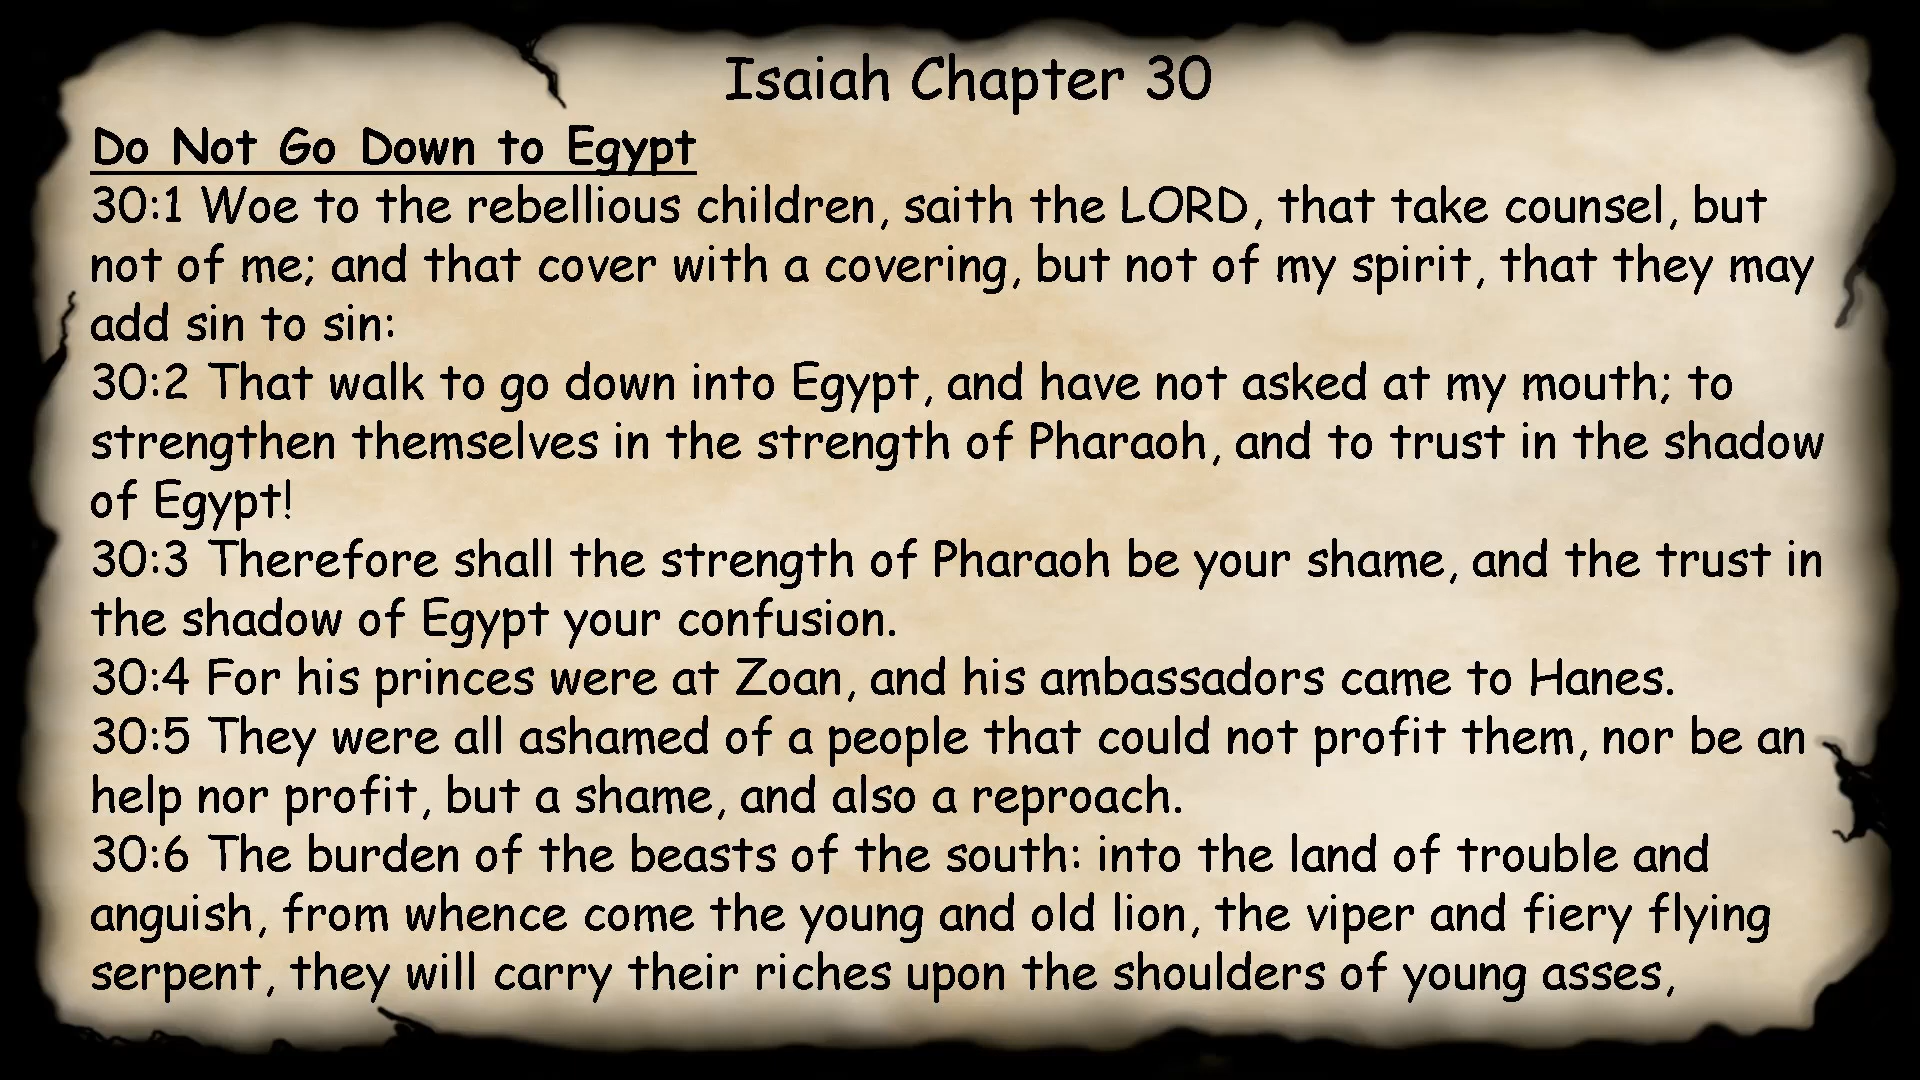 Isaiah Chapter 30
Do Not Go Down to Egypt
30:1 Woe to the rebellious children, saith the LORD, that take counsel, but
not of me; and that cover with a covering, but not of my spirit, that they may
add sin to sin:
30:2 That walk to go down into Egypt, and have not asked at my mouth; to
strengthen themselves in the strength of Pharaoh, and to trust in the shadow
of Egypt!
30:3 Therefore shall the strength of Pharaoh be your shame, and the trust in
the shadow of Egypt your confusion.
30:4 For his princes were at Zoan, and his ambassadors came to Hanes.
30:5 They were all ashamed of a people that could not profit them, nor be an
help nor profit, but a shame, and also a reproach.
30:6 The burden of the beasts of the south: into the land of trouble and
anguish, from whence come the young and old lion, the viper and fiery flying
serpent, they will carry their riches upon the shoulders of young asses,